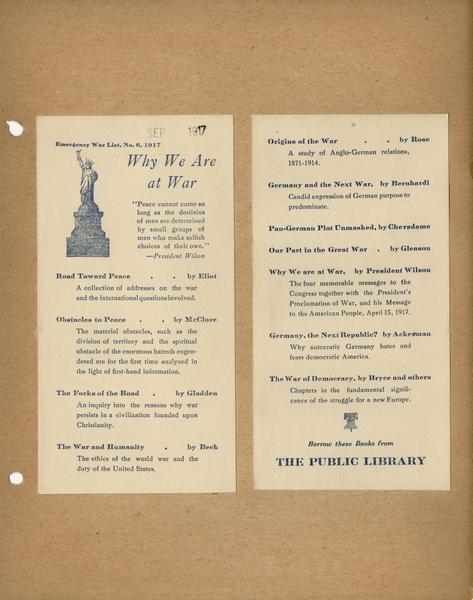 SEP 1917
Emergency War List, No. 6, 1917
Why We Are
at War
"Peace cannot come so
long as the destinies
of men are determined
by small groups of
men who make selfish
choices of their own."
—President Wilson
Road Toward Peace . . by Eliot
A collection of addresses on the war
and the international questions involved.
Obstacles to Peace . . by McClure
The material obstacles, such as the
division of territory and the spiritual
obstacle of the enormous hatreds engen-
dered are for the first time analyzed in
the light of first-hand information.
The Forks of the Road . by Gladden
An inquiry into the reasons why war
persists in a civilization founded upon
Christianity.
The War and Humanity . by Beck
The ethics of the world war and the
duty of the United States.
Origins of the War . . by Rose
A study of Anglo-German relations,
1871-1914.
Germany and the Next War, by Bernhardi
Candid expression of German purpose to
predominate.
Pan-German Plot Unmasked, by Cheradame
Our Part in the Great War . by Gleason
Why We are at War, by President Wilson
The four memorable messages to the
Congress together with the President's
Proclamation of War, and his Message
to the American People, April 15, 1917.
Germany, the Next Republic? by Ackerman
Why autocratic Germany hates and
fears democratic America.
The War of Democracy, by Bryce and others
Chapters in the fundamental signifi-
cance of the struggle for a new Europe.
Borrow these Books from
THE PUBLIC LIBRARY